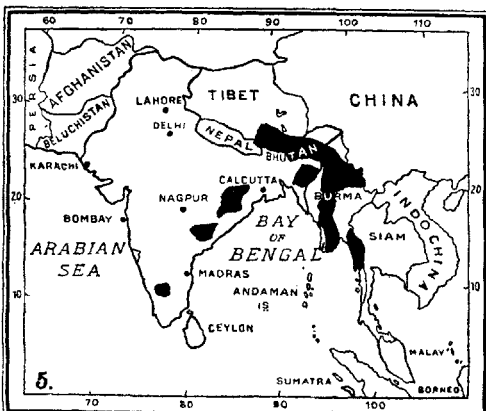 60 70 80 90 100
PERSIA
AFGHANISTAN
BELUCHISTAN
LAHORE
DELHI
TIBET
CHINA
NEPAL
BHUTAN
30
30
KARACHI
CALCUTTA
NAGPUR
BURMA
INDO CHINA
20
20
BOMBAY
BAY
OF
BENGAL
SIAM
ARABIAN
SEA
MADRAS
ANDAMAN
IS
10
10
CEYLON
MALAY
5.
SUMATRA
BORNEO
70 80 90 100